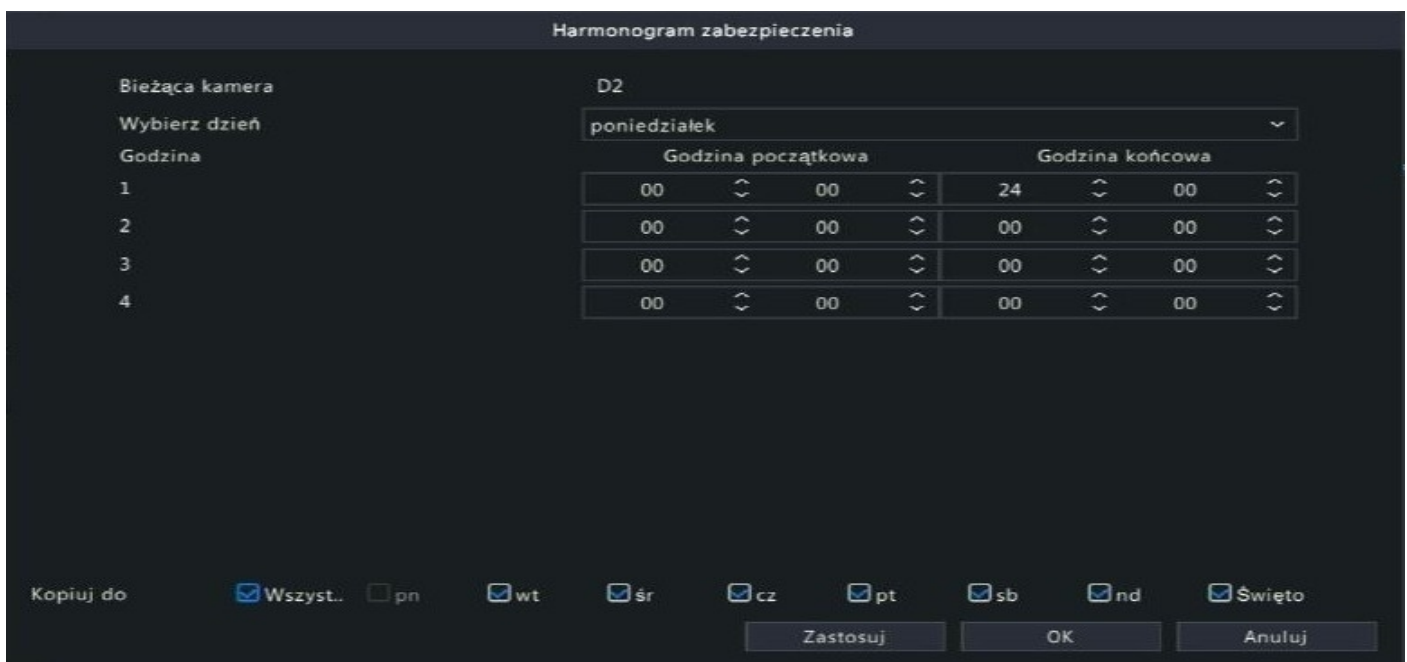 Harmonogram zabezpieczenia
Bieżąca kamera D2
Wybierz dzień poniedziałek
Godzina Godzina początkowa Godzina końcowa
1 00 00 24 00
2 00 00 00 00
3 00 00 00 00
4 00 00 00 00
Kopiuj do Wszyst.. pn wt śr cz pt sb nd Święto
Zastosuj OK Anuluj